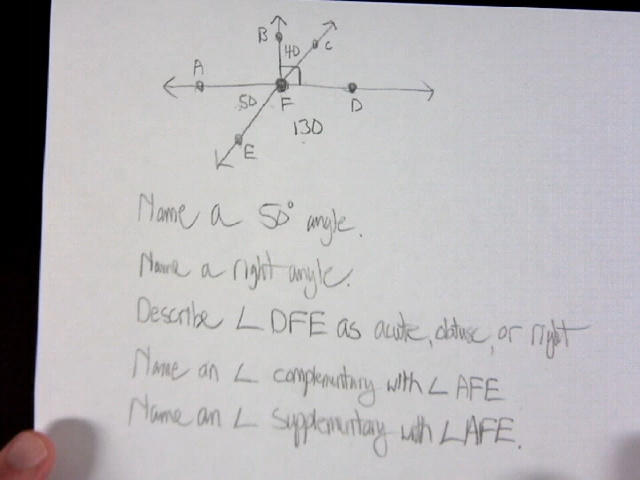 B
40
C
A
50
F
D
130
E
Name a 50° angle.
Name a right angle.
Describe ∠ DFE as acute, obtuse, or right
Name an ∠ complementary with ∠ AFE
Name an ∠ supplementary with ∠ AFE.